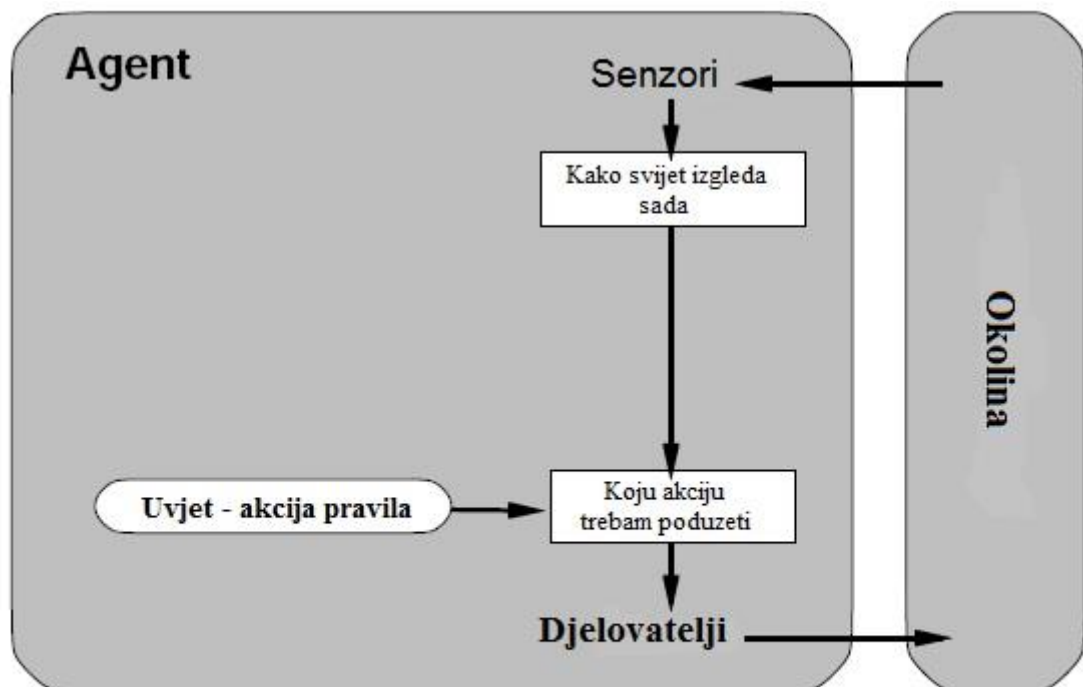 Agent
Senzori
Kako svijet izgleda
sada
Okolina
Uvjet - akcija pravila
Koju akciju
trebam poduzeti
Djelovatelji